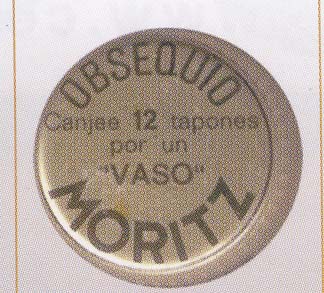 OBSEQUIO
Canjee 12 tapones
por un
"VASO"
MORITZ